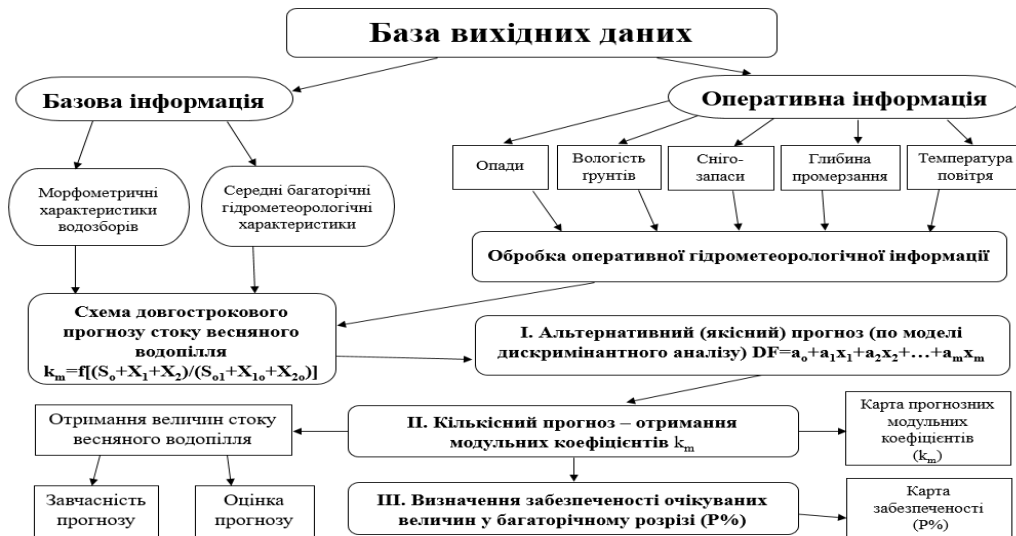 База вихідних даних
Базова інформація
Оперативна інформація
Опади
Вологість
ґрунтів
Сніго-
запаси
Глибина
промерзання
Температура
повітря
Морфометричні
характеристики
водозборів
Середні багаторічні
гідрометеорологічні
характеристики
Обробка оперативної гідрометеорологічної інформації
Схема довгострокового
прогнозу стоку весняного
водопілля
kₘ=f[(Sₒ+X₁+X₂)/(Sₒ₁+X₁ₒ+X₂ₒ)]
I. Альтернативний (якісний) прогноз (по моделі
дискримінантного аналізу) DF=aₒ+a₁x₁+a₂x₂+…+aₘxₘ
Отримання величин стоку
весняного водопілля
II. Кількісний прогноз – отримання
модульних коефіцієнтів kₘ
Карта прогнозних
модульних
коефіцієнтів
(kₘ)
Завчасність
прогнозу
Оцінка
прогнозу
III. Визначення забезпеченості очікуваних
величин у багаторічному розрізі (P%)
Карта
забезпеченості
(P%)